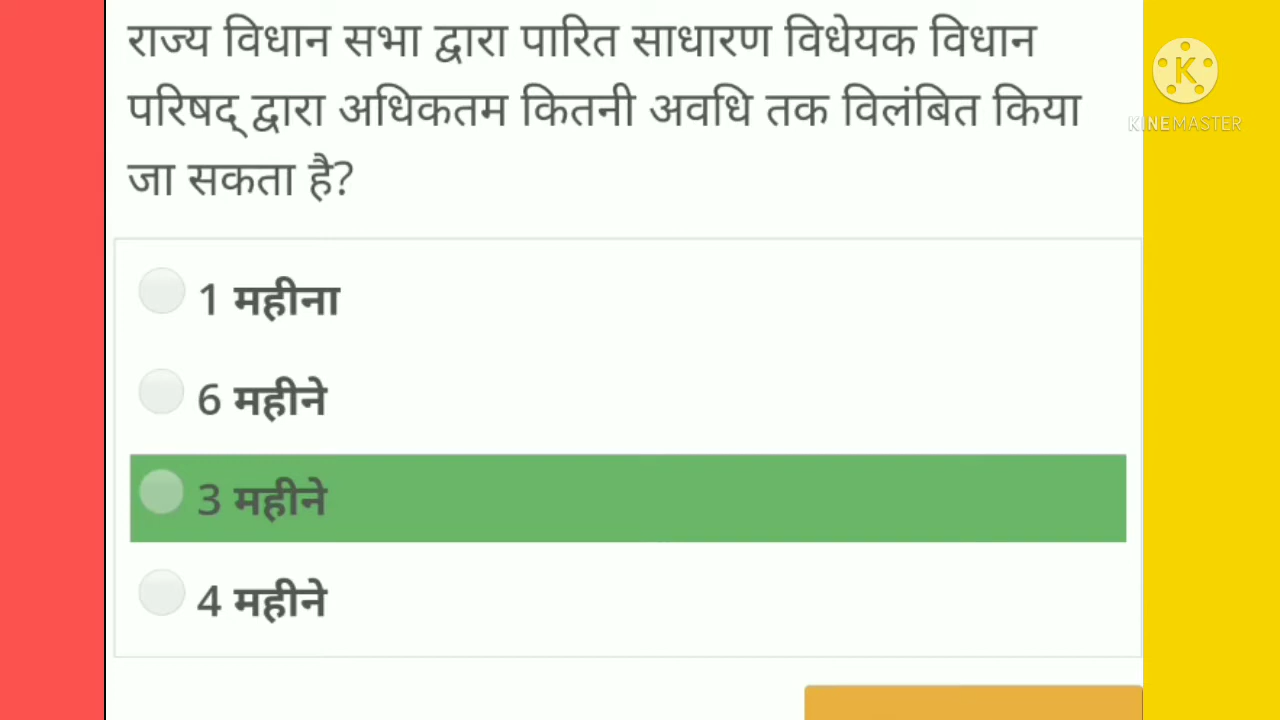 राज्य विधान सभा द्वारा पारित साधारण विधेयक विधान
परिषद् द्वारा अधिकतम कितनी अवधि तक विलंबित किया
जा सकता है?
1 महीना
6 महीने
3 महीने
4 महीने
K
KINEMASTER